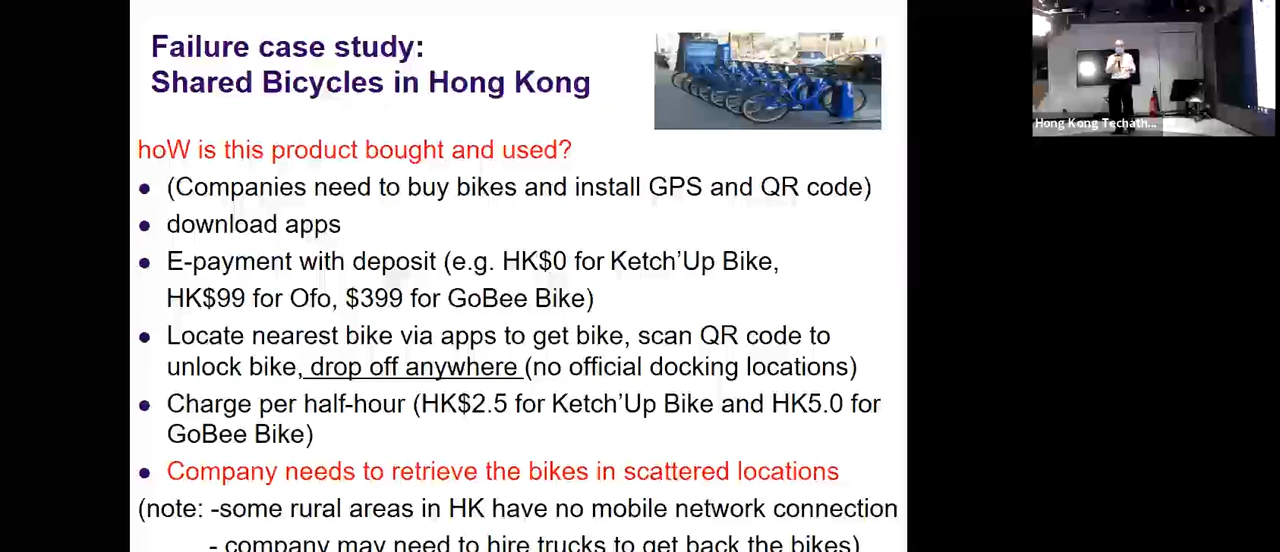 Failure case study:
Shared Bicycles in Hong Kong
hoW is this product bought and used?
● (Companies need to buy bikes and install GPS and QR code)
● download apps
● E-payment with deposit (e.g. HK$0 for Ketch’Up Bike,
HK$99 for Ofo, $399 for GoBee Bike)
● Locate nearest bike via apps to get bike, scan QR code to
unlock bike, drop off anywhere (no official docking locations)
● Charge per half-hour (HK$2.5 for Ketch’Up Bike and HK5.0 for
GoBee Bike)
● Company needs to retrieve the bikes in scattered locations
(note: -some rural areas in HK have no mobile network connection
- company may need to hire trucks to get back the bikes)
Hong Kong Techath...